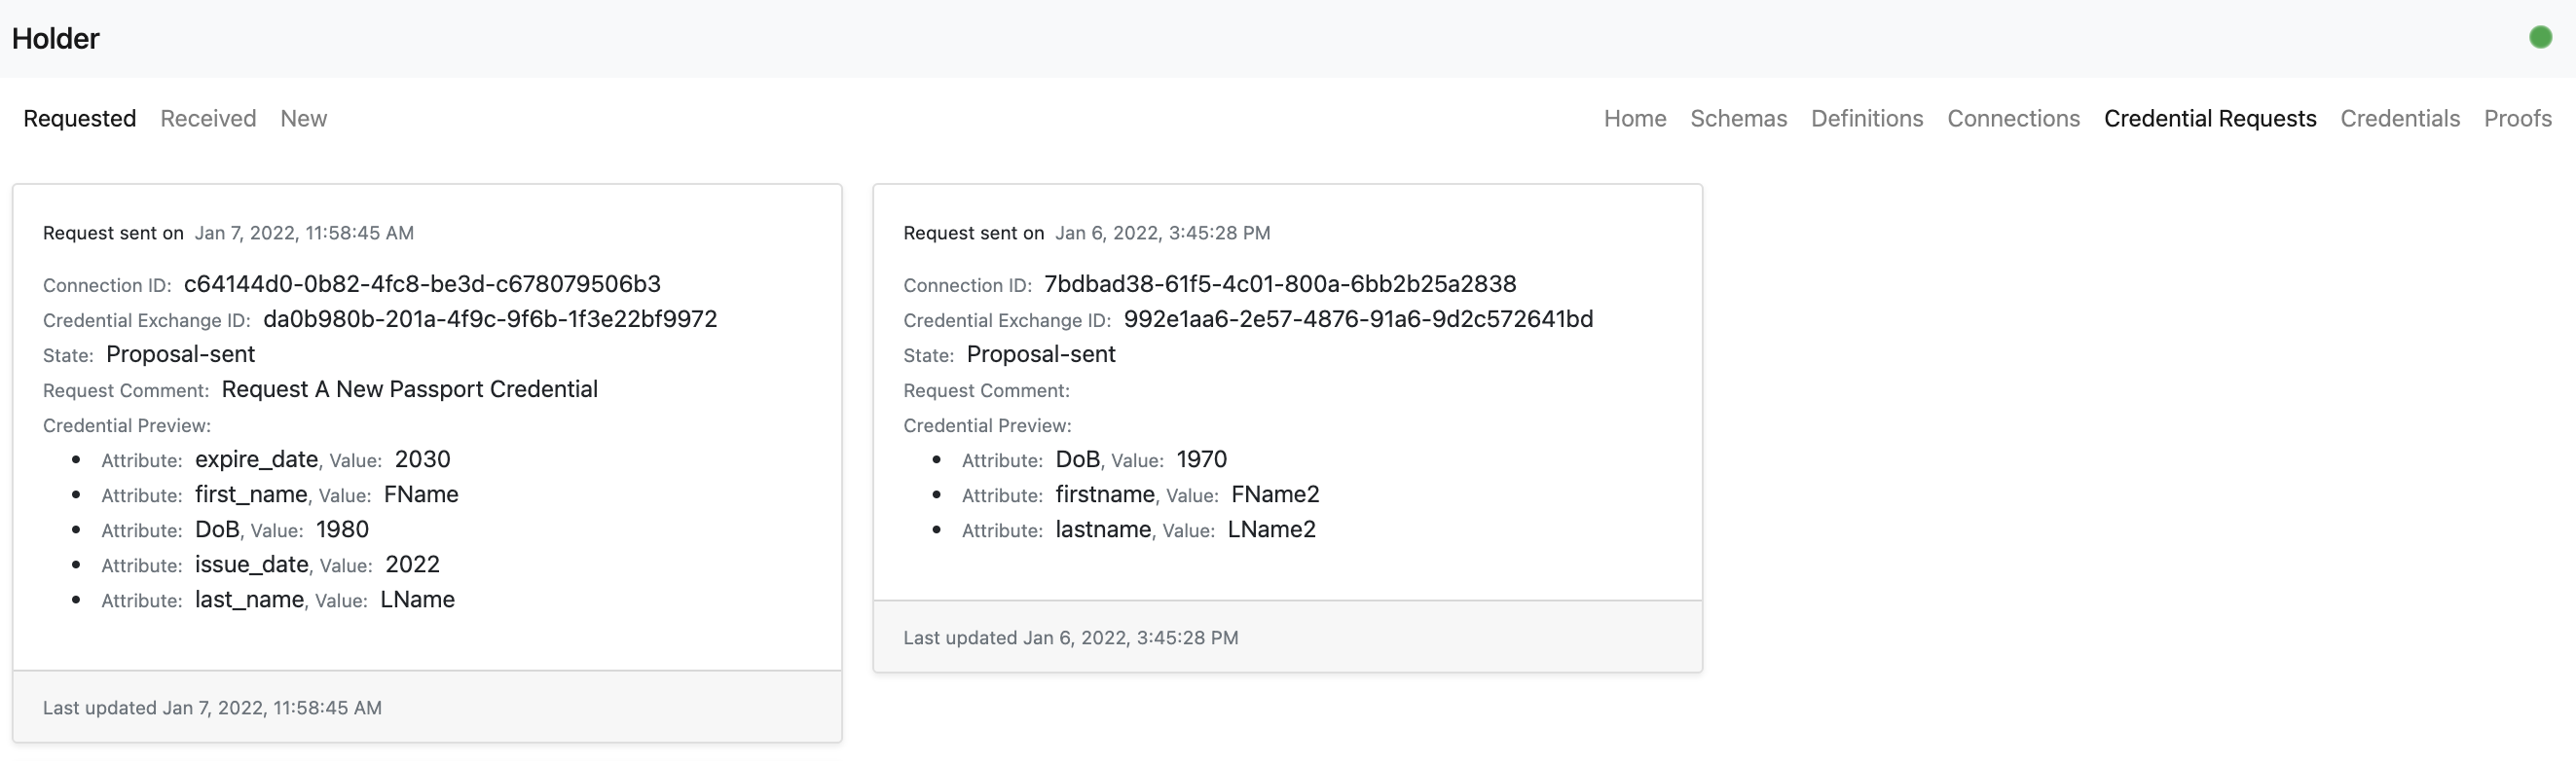 Holder
Requested Received New
Home Schemas Definitions Connections Credential Requests Credentials Proofs
Request sent on Jan 7, 2022, 11:58:45 AM
Connection ID: c64144d0-0b82-4fc8-be3d-c678079506b3
Credential Exchange ID: da0b980b-201a-4f9c-9f6b-1f3e22bf9972
State: Proposal-sent
Request Comment: Request A New Passport Credential
Credential Preview:
• Attribute: expire_date, Value: 2030
• Attribute: first_name, Value: FName
• Attribute: DoB, Value: 1980
• Attribute: issue_date, Value: 2022
• Attribute: last_name, Value: LName
Last updated Jan 7, 2022, 11:58:45 AM
Request sent on Jan 6, 2022, 3:45:28 PM
Connection ID: 7bdbad38-61f5-4c01-800a-6bb2b25a2838
Credential Exchange ID: 992e1aa6-2e57-4876-91a6-9d2c572641bd
State: Proposal-sent
Request Comment:
Credential Preview:
• Attribute: DoB, Value: 1970
• Attribute: firstname, Value: FName2
• Attribute: lastname, Value: LName2
Last updated Jan 6, 2022, 3:45:28 PM